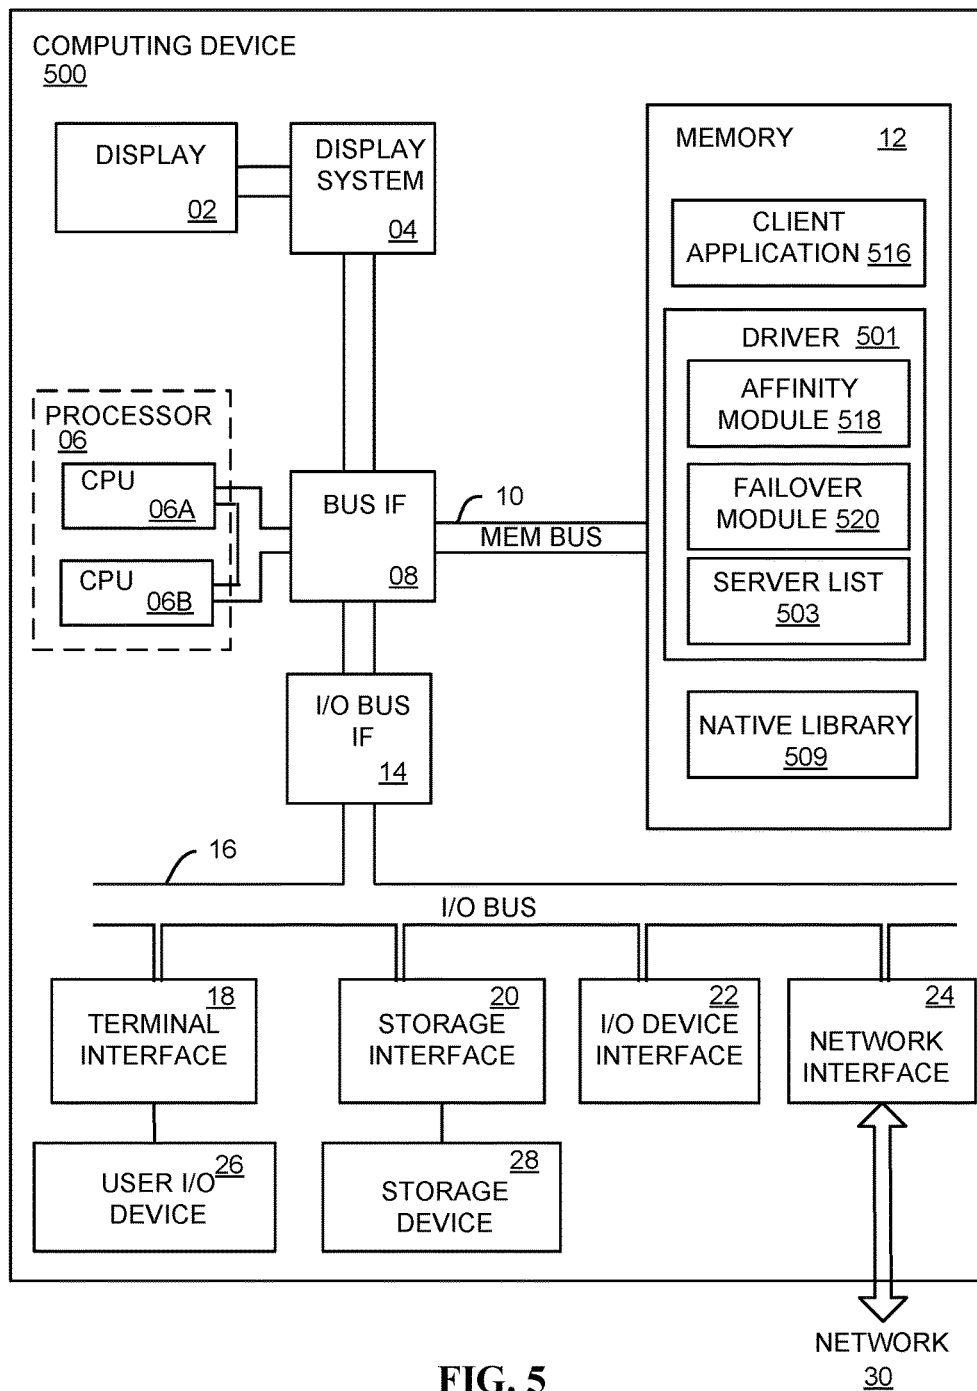 COMPUTING DEVICE
500
DISPLAY
02
DISPLAY
SYSTEM
04
MEMORY 12
CLIENT
APPLICATION 516
DRIVER 501
AFFINITY
MODULE 518
FAILOVER
MODULE 520
SERVER LIST
503
NATIVE LIBRARY
509
PROCESSOR
06
CPU
06A
CPU
06B
BUS IF
08
10
MEM BUS
I/O BUS
IF
14
16
I/O BUS
18
TERMINAL
INTERFACE
20
STORAGE
INTERFACE
22
I/O DEVICE
INTERFACE
24
NETWORK
INTERFACE
26
USER I/O
DEVICE
28
STORAGE
DEVICE
NETWORK
30
FIG. 5